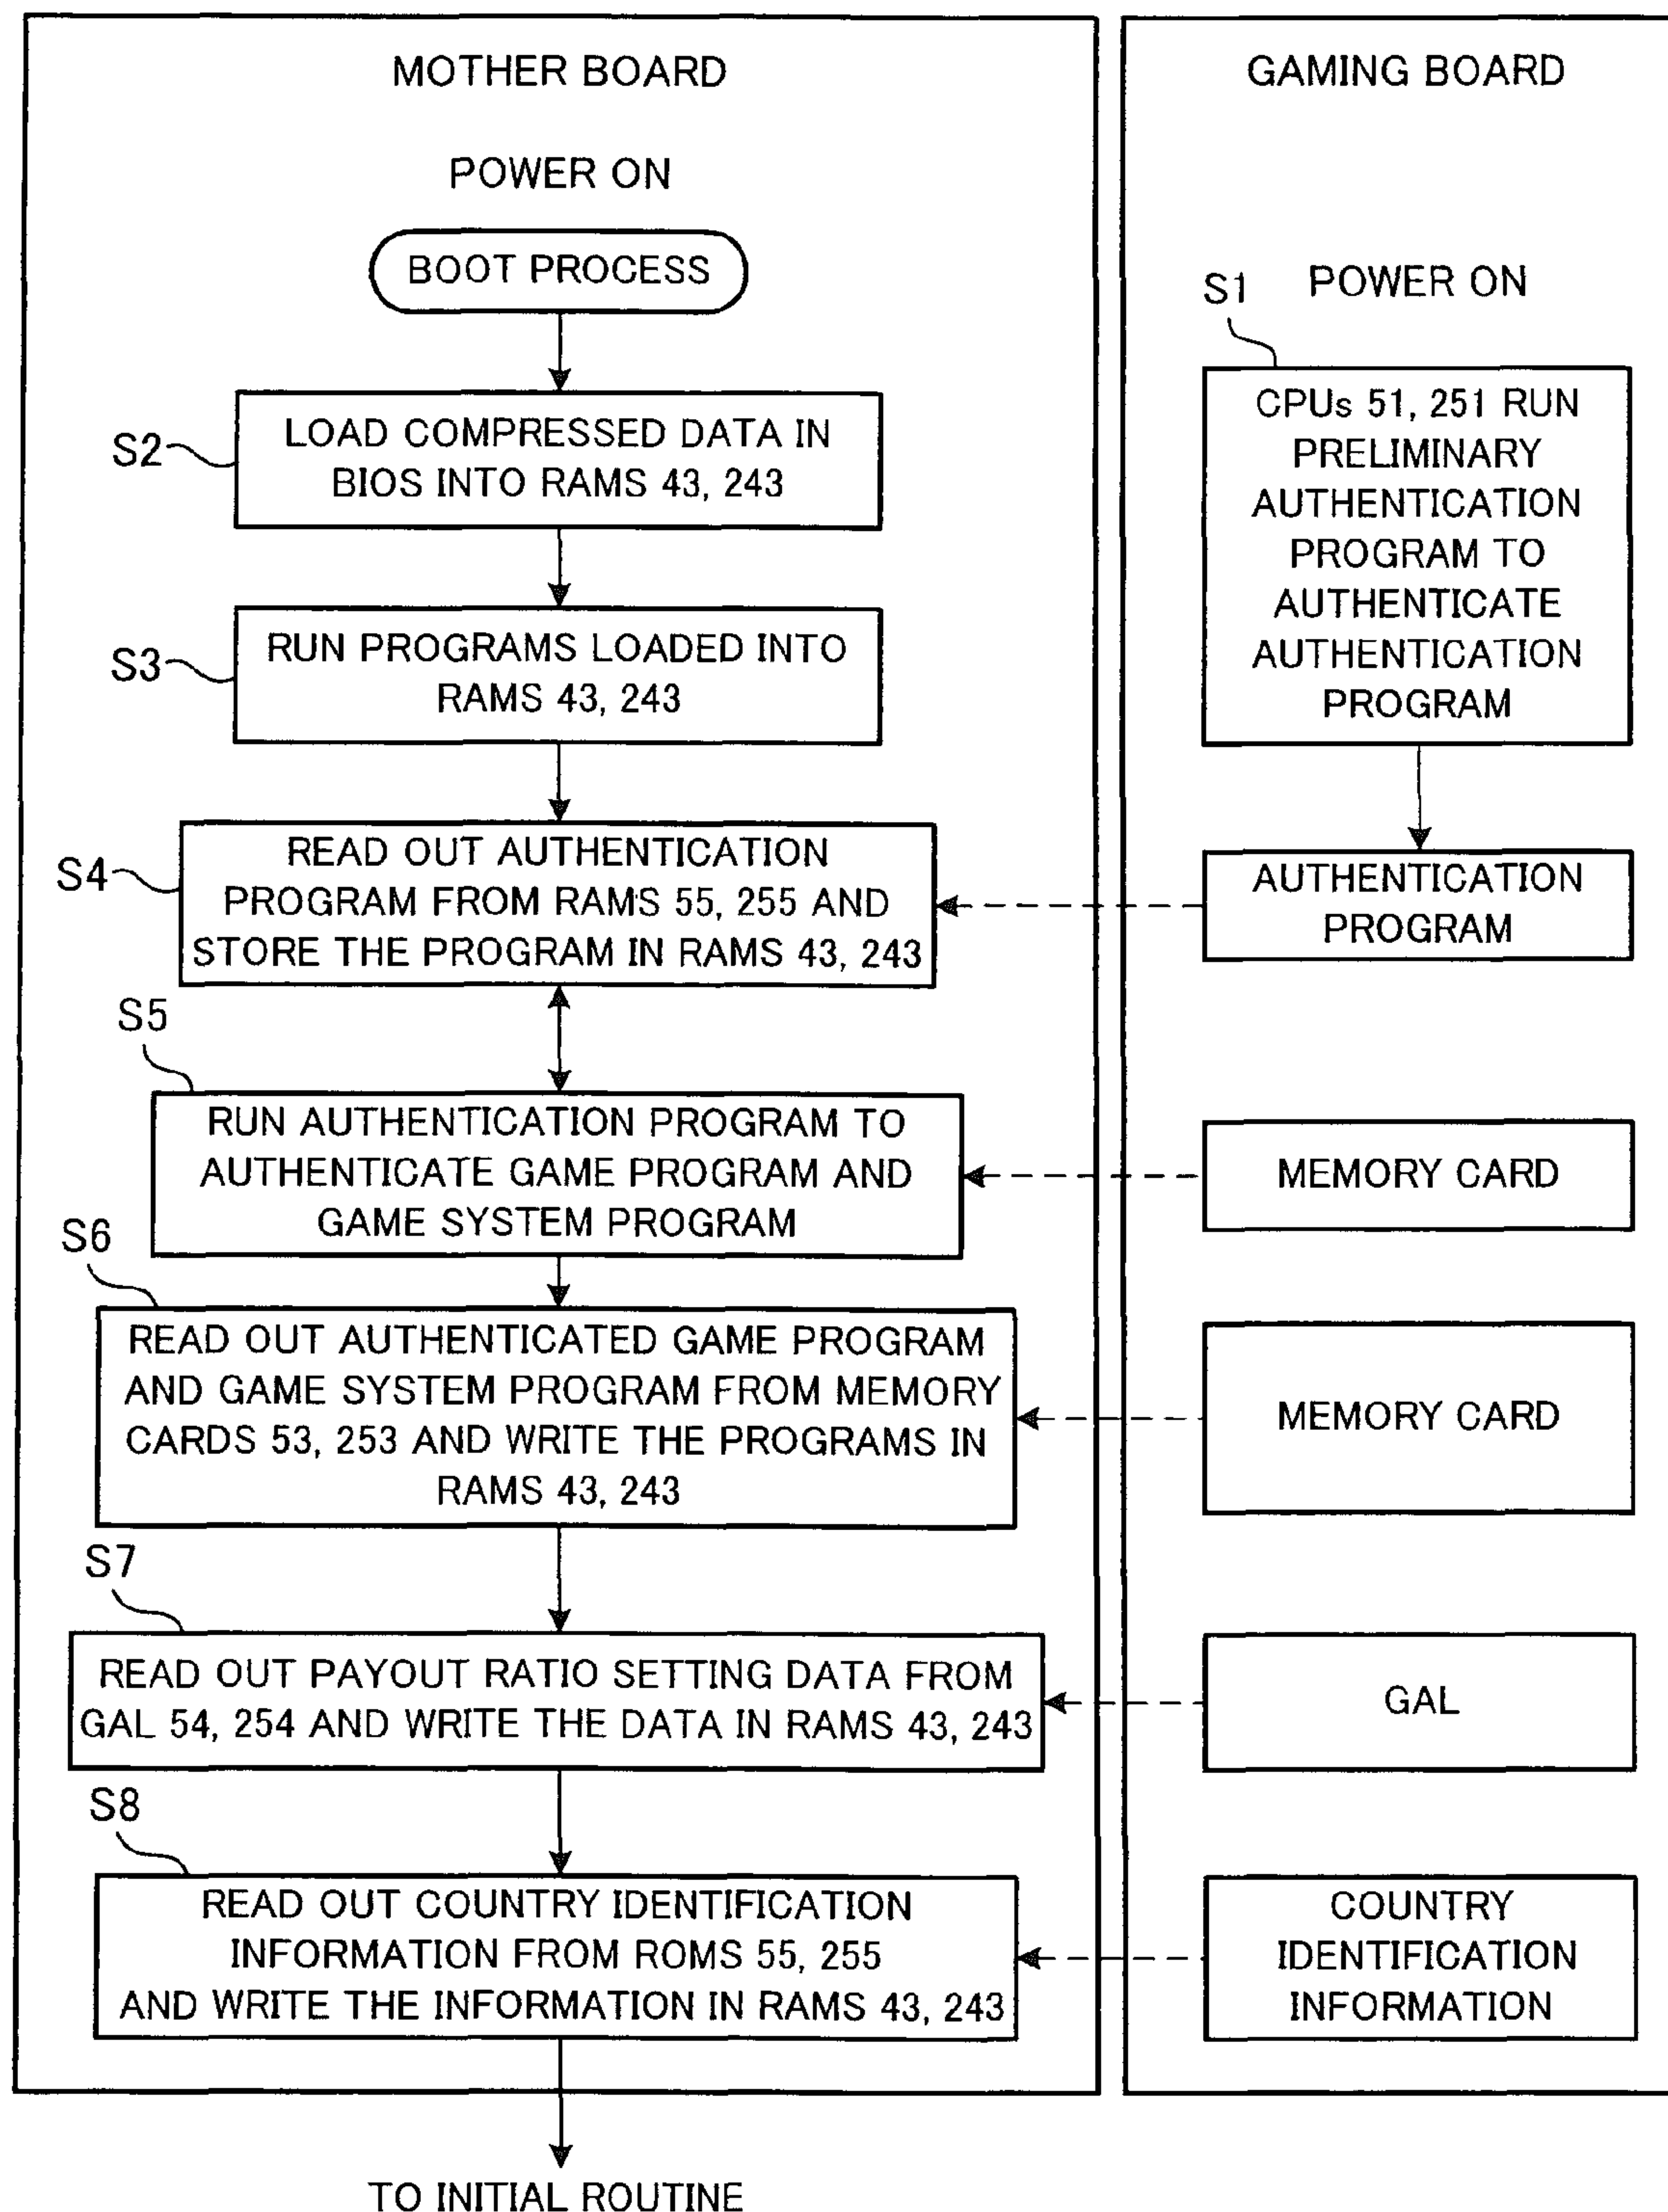 MOTHER BOARD
POWER ON
BOOT PROCESS
S2
LOAD COMPRESSED DATA IN
BIOS INTO RAMS 43, 243
S3
RUN PROGRAMS LOADED INTO
RAMS 43, 243
S4
READ OUT AUTHENTICATION
PROGRAM FROM RAMS 55, 255 AND
STORE THE PROGRAM IN RAMS 43, 243
S5
RUN AUTHENTICATION PROGRAM TO
AUTHENTICATE GAME PROGRAM AND
GAME SYSTEM PROGRAM
S6
READ OUT AUTHENTICATED GAME PROGRAM
AND GAME SYSTEM PROGRAM FROM MEMORY
CARDS 53, 253 AND WRITE THE PROGRAMS IN
RAMS 43, 243
S7
READ OUT PAYOUT RATIO SETTING DATA FROM
GAL 54, 254 AND WRITE THE DATA IN RAMS 43, 243
S8
READ OUT COUNTRY IDENTIFICATION
INFORMATION FROM ROMS 55, 255
AND WRITE THE INFORMATION IN RAMS 43, 243
TO INITIAL ROUTINE
GAMING BOARD
POWER ON
S1
CPUs 51, 251 RUN
PRELIMINARY
AUTHENTICATION
PROGRAM TO
AUTHENTICATE
AUTHENTICATION
PROGRAM
AUTHENTICATION
PROGRAM
MEMORY CARD
MEMORY CARD
GAL
COUNTRY
IDENTIFICATION
INFORMATION